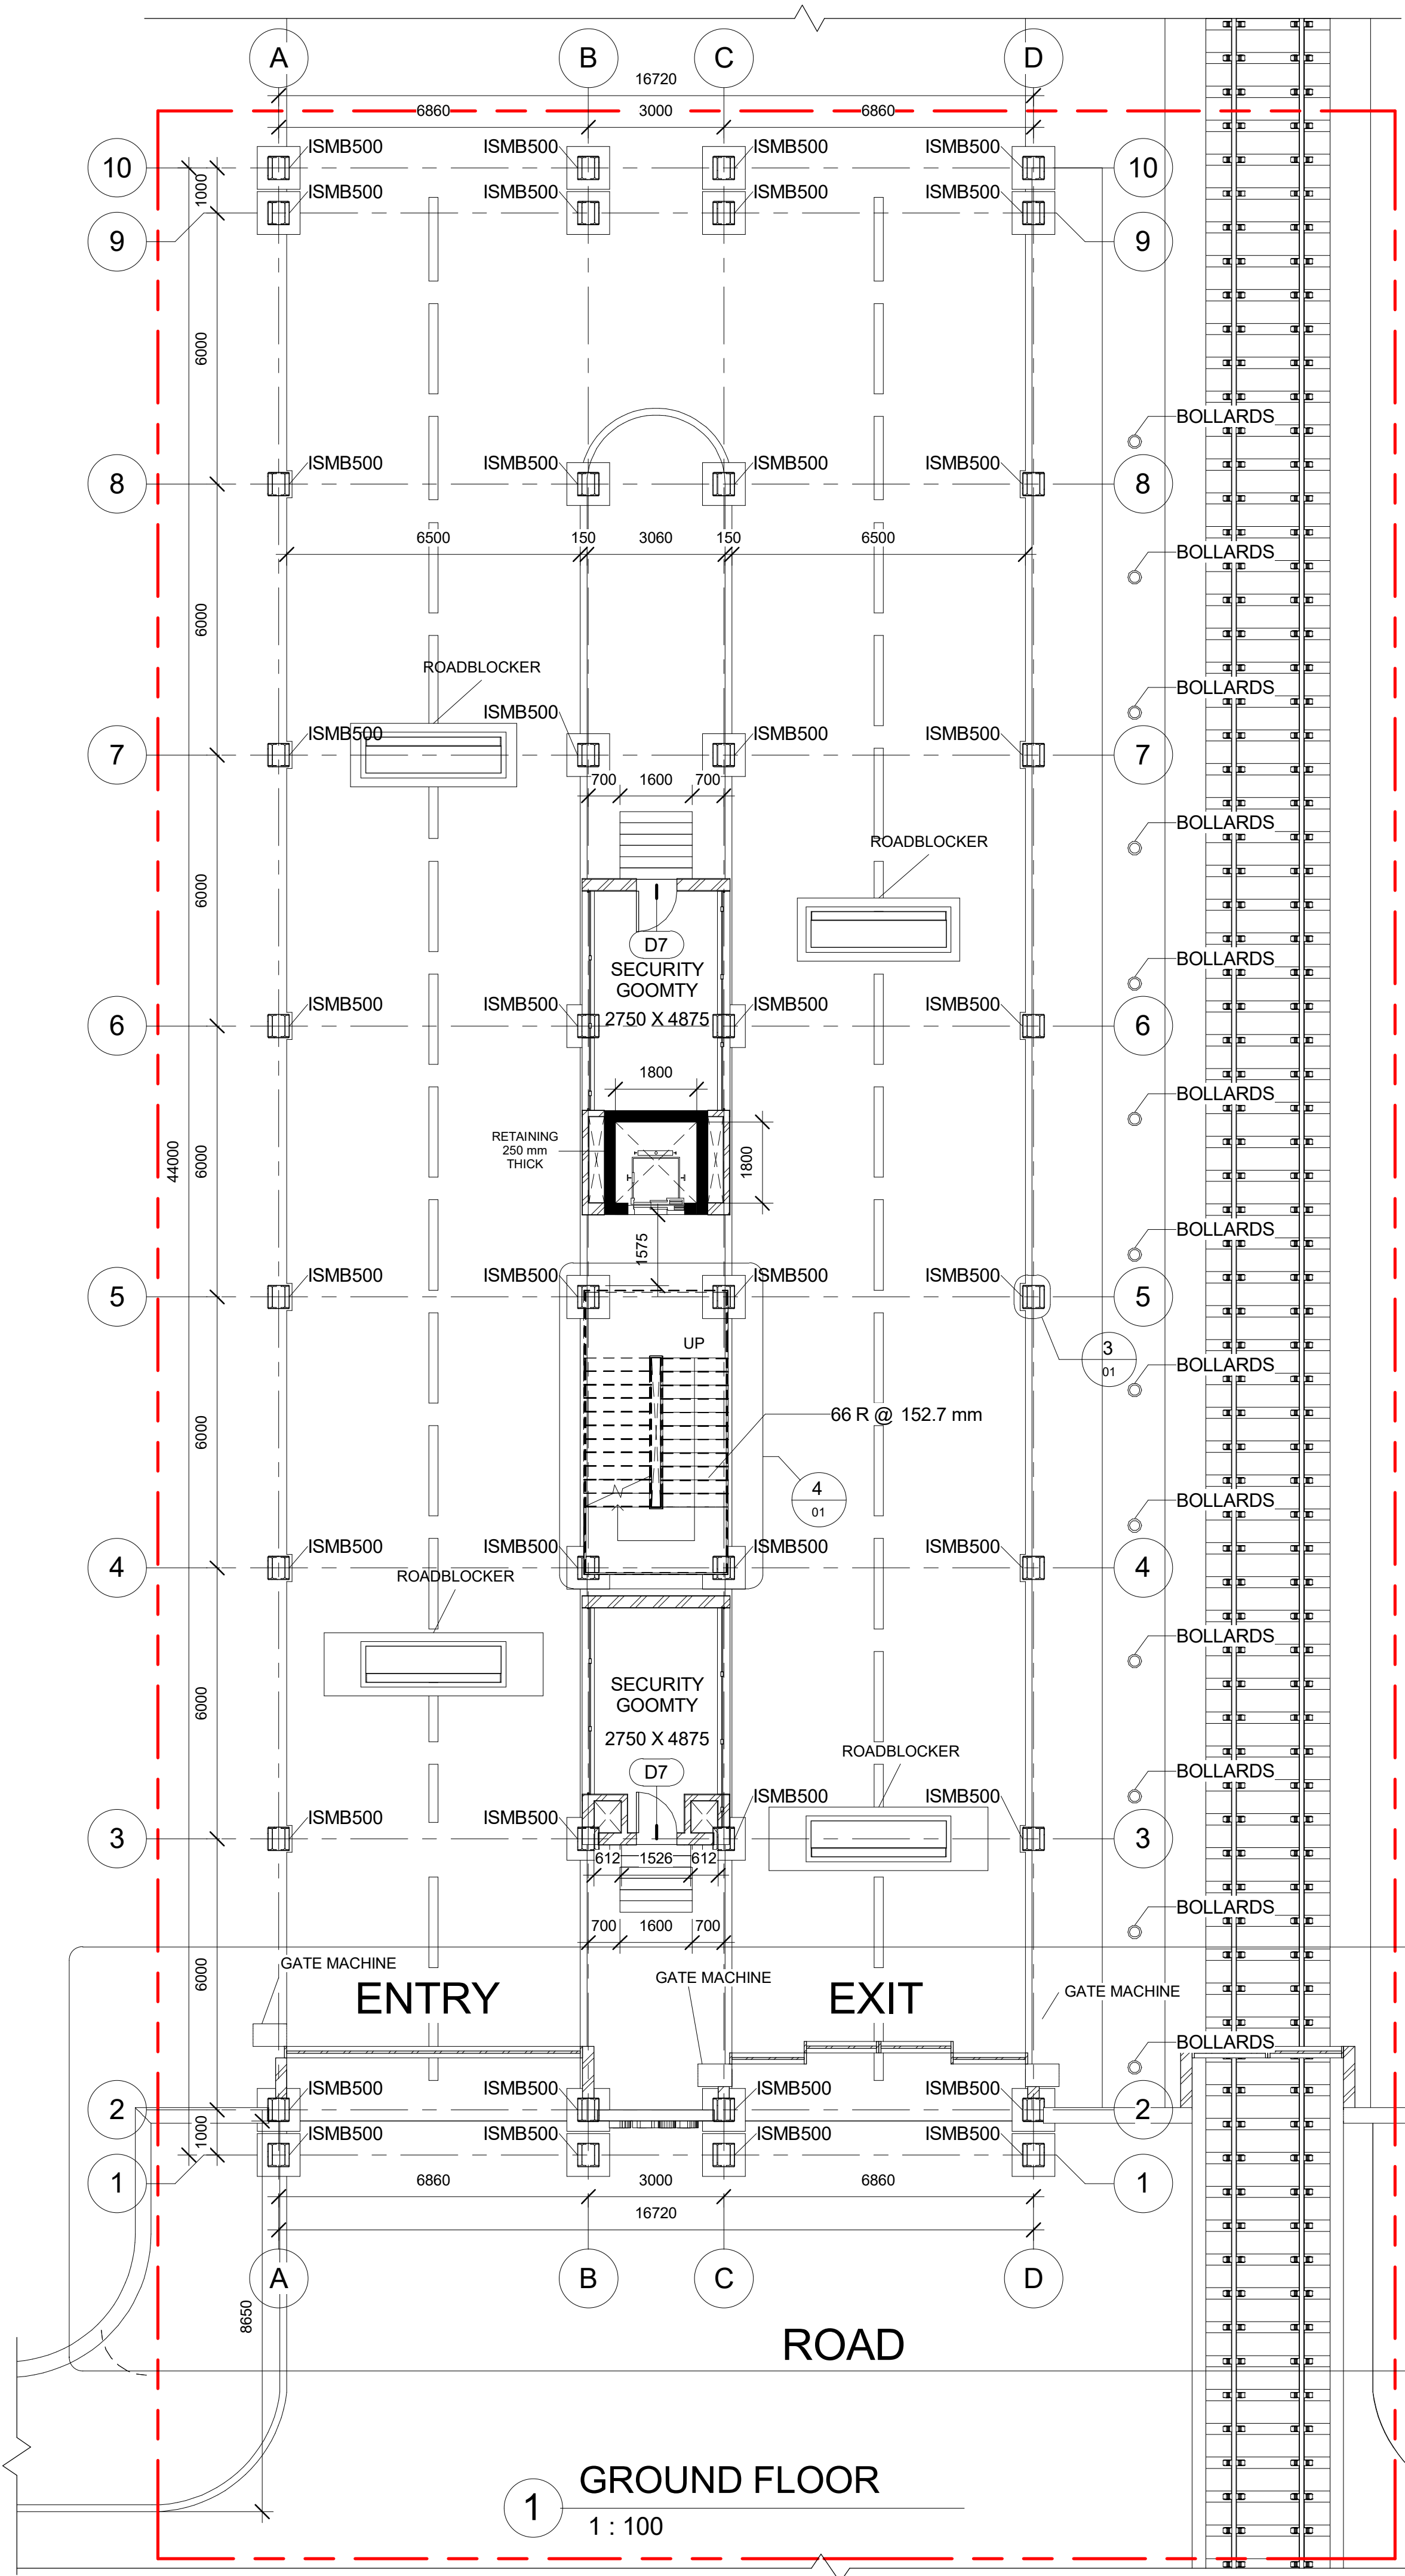 A B C D
16720
6860 3000 6860
ISMB500 ISMB500 ISMB500 ISMB500
10 10
1000
ISMB500 ISMB500 ISMB500 ISMB500
9 9
6000
BOLLARDS
ISMB500 ISMB500 ISMB500 ISMB500
8 8
6500 150 3060 150 6500
BOLLARDS
6000
ROADBLOCKER
BOLLARDS
ISMB500 ISMB500 ISMB500 ISMB500
7 7
700 1600 700
BOLLARDS
ROADBLOCKER
6000
D7
SECURITY
GOOMTY
BOLLARDS
ISMB500 ISMB500 ISMB500 ISMB500
2750 X 4875
6 6
1800
BOLLARDS
RETAINING
250 mm
THICK
1800
44000
6000
BOLLARDS
1575
ISMB500 ISMB500 ISMB500 ISMB500
5 5
UP
3
01
BOLLARDS
66 R @ 152.7 mm
6000
4
01
BOLLARDS
ISMB500 ISMB500 ISMB500 ISMB500
4 4
ROADBLOCKER
BOLLARDS
SECURITY
GOOMTY
6000
2750 X 4875
ROADBLOCKER
D7
BOLLARDS
ISMB500 ISMB500 ISMB500 ISMB500
3 3
612 1526 612
BOLLARDS
700 1600 700
GATE MACHINE
6000
GATE MACHINE
GATE MACHINE
ENTRY EXIT
BOLLARDS
ISMB500 ISMB500 ISMB500 ISMB500
2 2
1000
ISMB500 ISMB500 ISMB500 ISMB500
1 1
6860 3000 6860
16720
A B C D
8650
ROAD
1 GROUND FLOOR
1 : 100